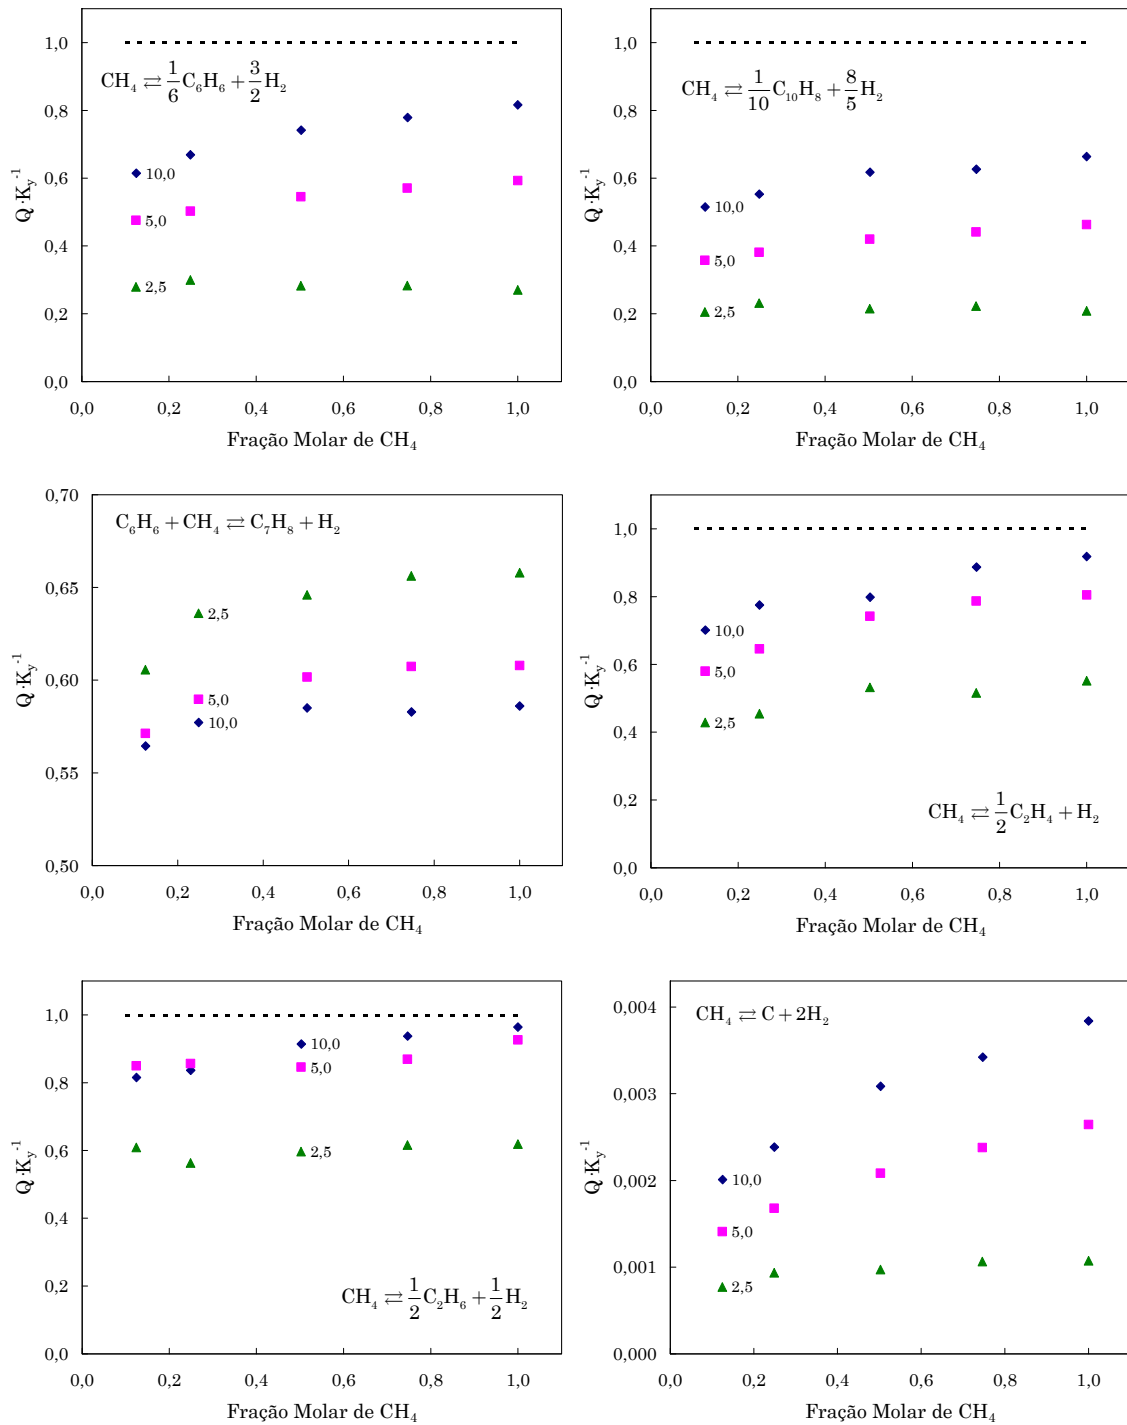 1,0
0,8
0,6
0,4
0,2
0,0
Q·K_y^-1
CH₄ ⇄ 1/6 C₆H₆ + 3/2 H₂
10,0
5,0
2,5
0,0 0,2 0,4 0,6 0,8 1,0
Fração Molar de CH₄
1,0
0,8
0,6
0,4
0,2
0,0
Q·K_y^-1
CH₄ ⇄ 1/10 C₁₀H₈ + 8/5 H₂
10,0
5,0
2,5
0,0 0,2 0,4 0,6 0,8 1,0
Fração Molar de CH₄
0,70
0,65
0,60
0,55
0,50
Q·K_y^-1
C₆H₆ + CH₄ ⇄ C₇H₈ + H₂
2,5
5,0
10,0
0,0 0,2 0,4 0,6 0,8 1,0
Fração Molar de CH₄
1,0
0,8
0,6
0,4
0,2
0,0
Q·K_y^-1
10,0
5,0
2,5
CH₄ ⇄ 1/2 C₂H₄ + H₂
0,0 0,2 0,4 0,6 0,8 1,0
Fração Molar de CH₄
1,0
0,8
0,6
0,4
0,2
0,0
Q·K_y^-1
10,0
5,0
2,5
CH₄ ⇄ 1/2 C₂H₆ + 1/2 H₂
0,0 0,2 0,4 0,6 0,8 1,0
Fração Molar de CH₄
0,004
0,003
0,002
0,001
0,000
Q·K_y^-1
CH₄ ⇄ C + 2H₂
10,0
5,0
2,5
0,0 0,2 0,4 0,6 0,8 1,0
Fração Molar de CH₄